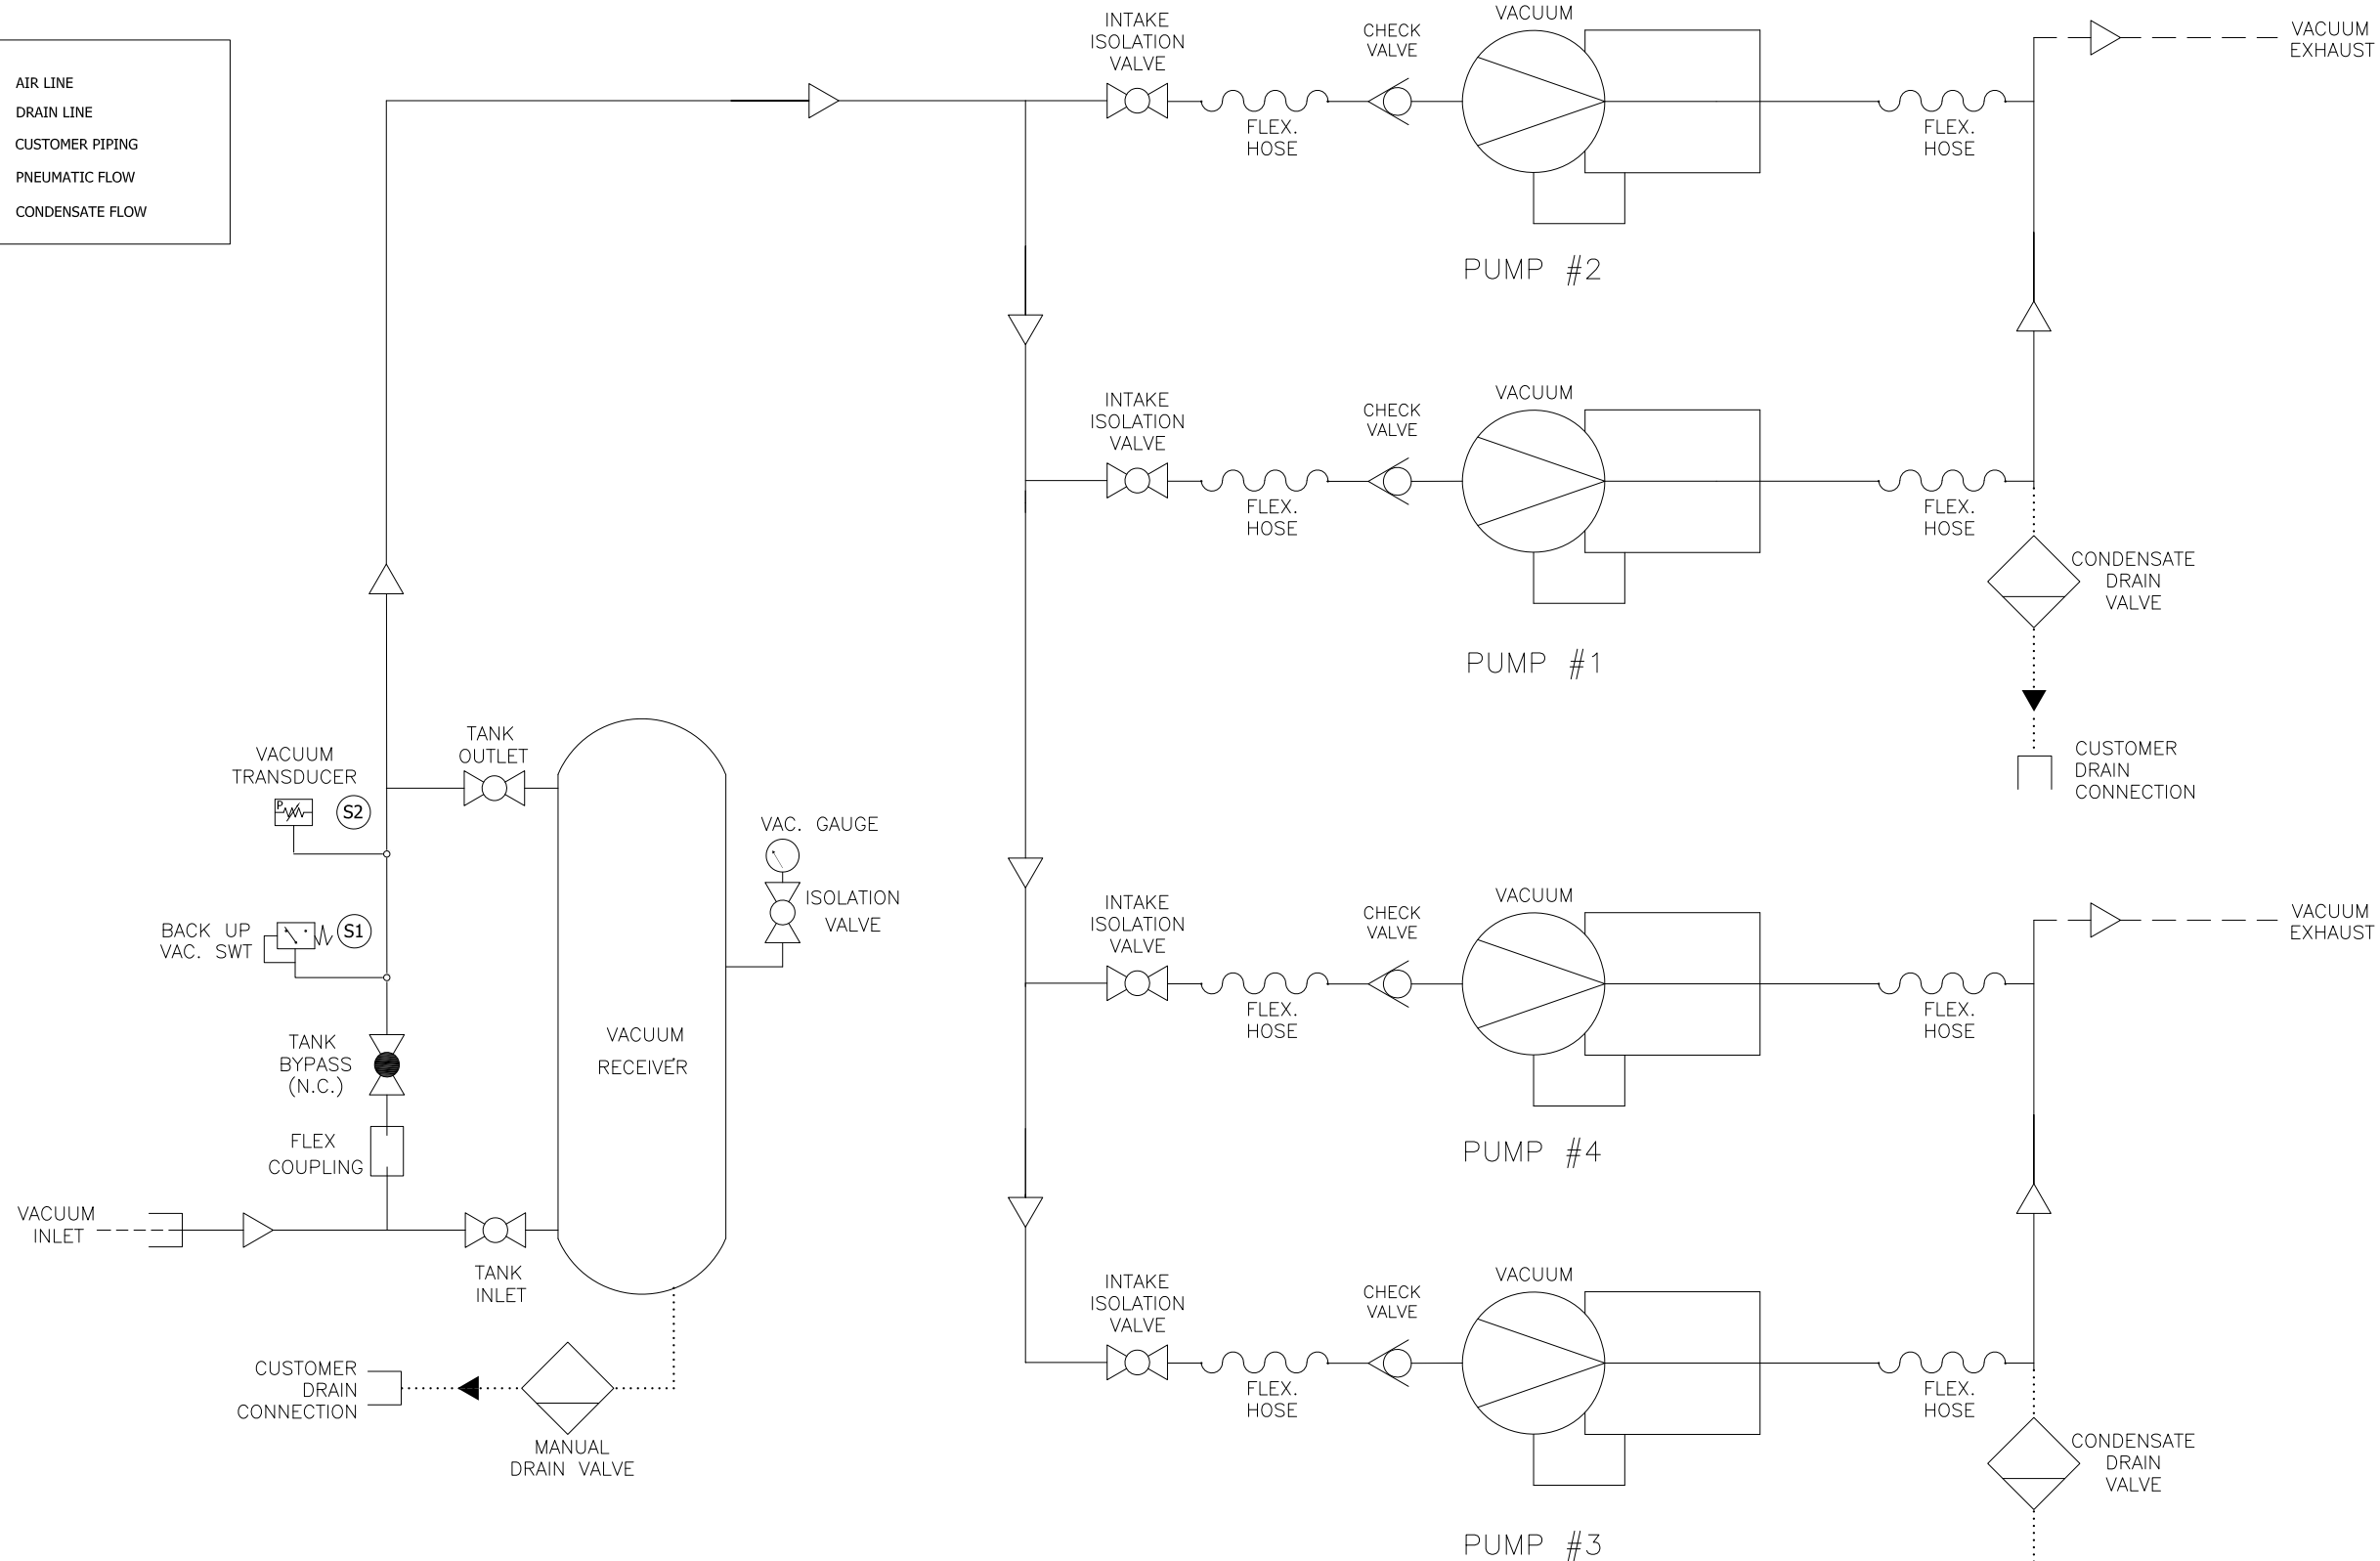 AIR LINE
DRAIN LINE
CUSTOMER PIPING
PNEUMATIC FLOW
CONDENSATE FLOW
INTAKE
ISOLATION
VALVE
FLEX.
HOSE
CHECK
VALVE
VACUUM
PUMP #2
FLEX.
HOSE
VACUUM
EXHAUST
INTAKE
ISOLATION
VALVE
FLEX.
HOSE
CHECK
VALVE
VACUUM
PUMP #1
FLEX.
HOSE
CONDENSATE
DRAIN
VALVE
CUSTOMER
DRAIN
CONNECTION
VACUUM
TRANSDUCER
P
S2
TANK
OUTLET
BACK UP
VAC. SWT
S1
VAC. GAUGE
ISOLATION
VALVE
TANK
BYPASS
(N.C.)
VACUUM
RECEIVER
FLEX
COUPLING
VACUUM
INLET
TANK
INLET
CUSTOMER
DRAIN
CONNECTION
MANUAL
DRAIN VALVE
INTAKE
ISOLATION
VALVE
FLEX.
HOSE
CHECK
VALVE
VACUUM
PUMP #4
FLEX.
HOSE
VACUUM
EXHAUST
INTAKE
ISOLATION
VALVE
FLEX.
HOSE
CHECK
VALVE
VACUUM
PUMP #3
FLEX.
HOSE
CONDENSATE
DRAIN
VALVE